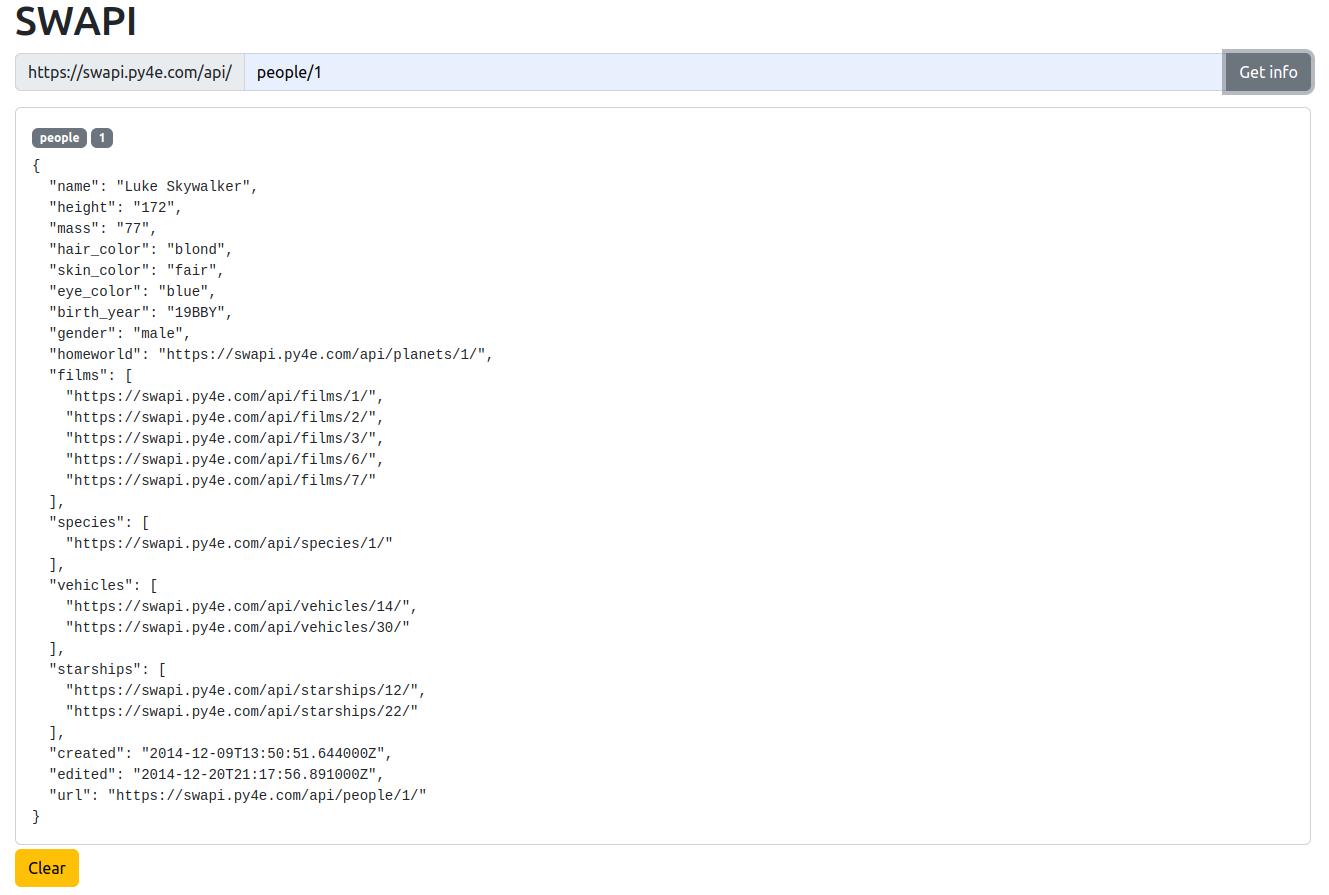 SWAPI
https://swapi.py4e.com/api/ people/1 Get info
people 1
{
  "name": "Luke Skywalker",
  "height": "172",
  "mass": "77",
  "hair_color": "blond",
  "skin_color": "fair",
  "eye_color": "blue",
  "birth_year": "19BBY",
  "gender": "male",
  "homeworld": "https://swapi.py4e.com/api/planets/1/",
  "films": [
    "https://swapi.py4e.com/api/films/1/",
    "https://swapi.py4e.com/api/films/2/",
    "https://swapi.py4e.com/api/films/3/",
    "https://swapi.py4e.com/api/films/6/",
    "https://swapi.py4e.com/api/films/7/"
  ],
  "species": [
    "https://swapi.py4e.com/api/species/1/"
  ],
  "vehicles": [
    "https://swapi.py4e.com/api/vehicles/14/",
    "https://swapi.py4e.com/api/vehicles/30/"
  ],
  "starships": [
    "https://swapi.py4e.com/api/starships/12/",
    "https://swapi.py4e.com/api/starships/22/"
  ],
  "created": "2014-12-09T13:50:51.644000Z",
  "edited": "2014-12-20T21:17:56.891000Z",
  "url": "https://swapi.py4e.com/api/people/1/"
}
Clear